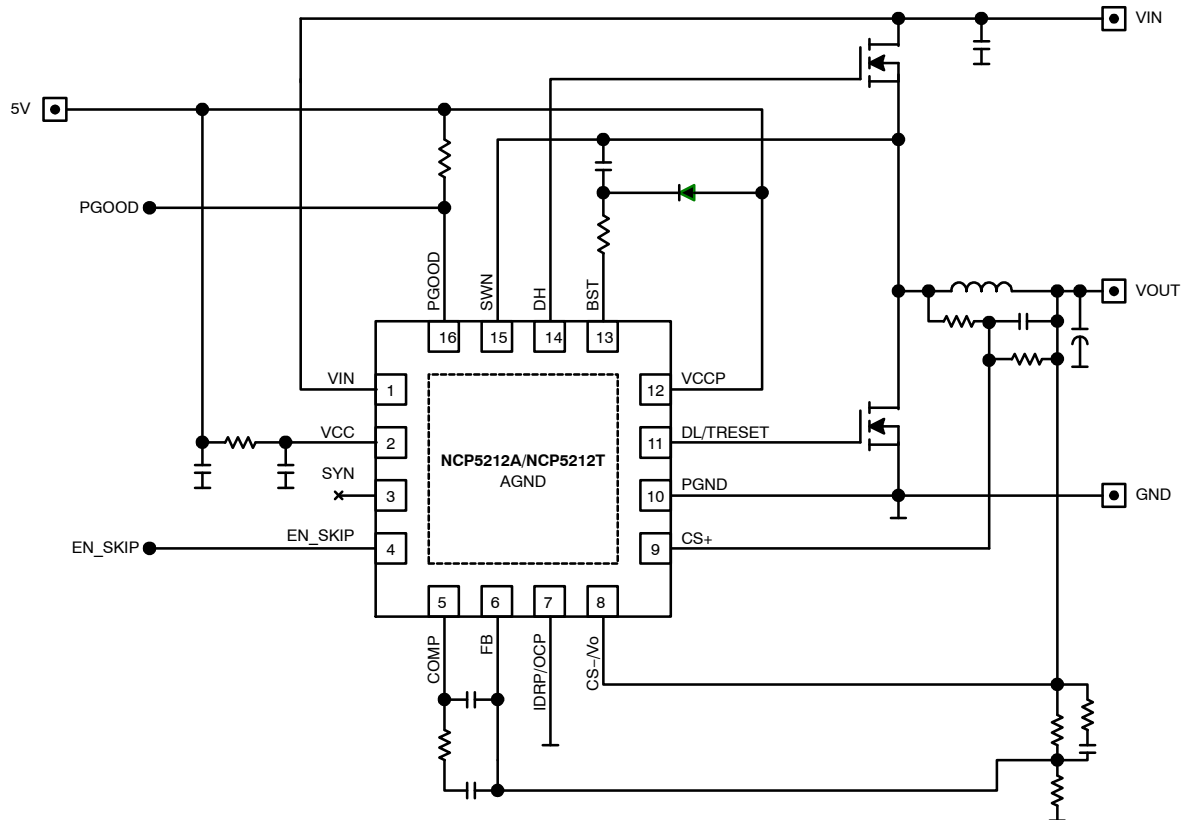 VIN
5V
PGOOD
PGOOD
SWN
DH
BST
VOUT
16
15
14
13
VIN
1
12
VCCP
VCC
2
11
DL/TRESET
NCP5212A/NCP5212T
AGND
SYN
3
10
PGND
GND
EN_SKIP
EN_SKIP
4
9
CS+
5
6
7
8
COMP
FB
IDRP/OCP
CS−/Vo